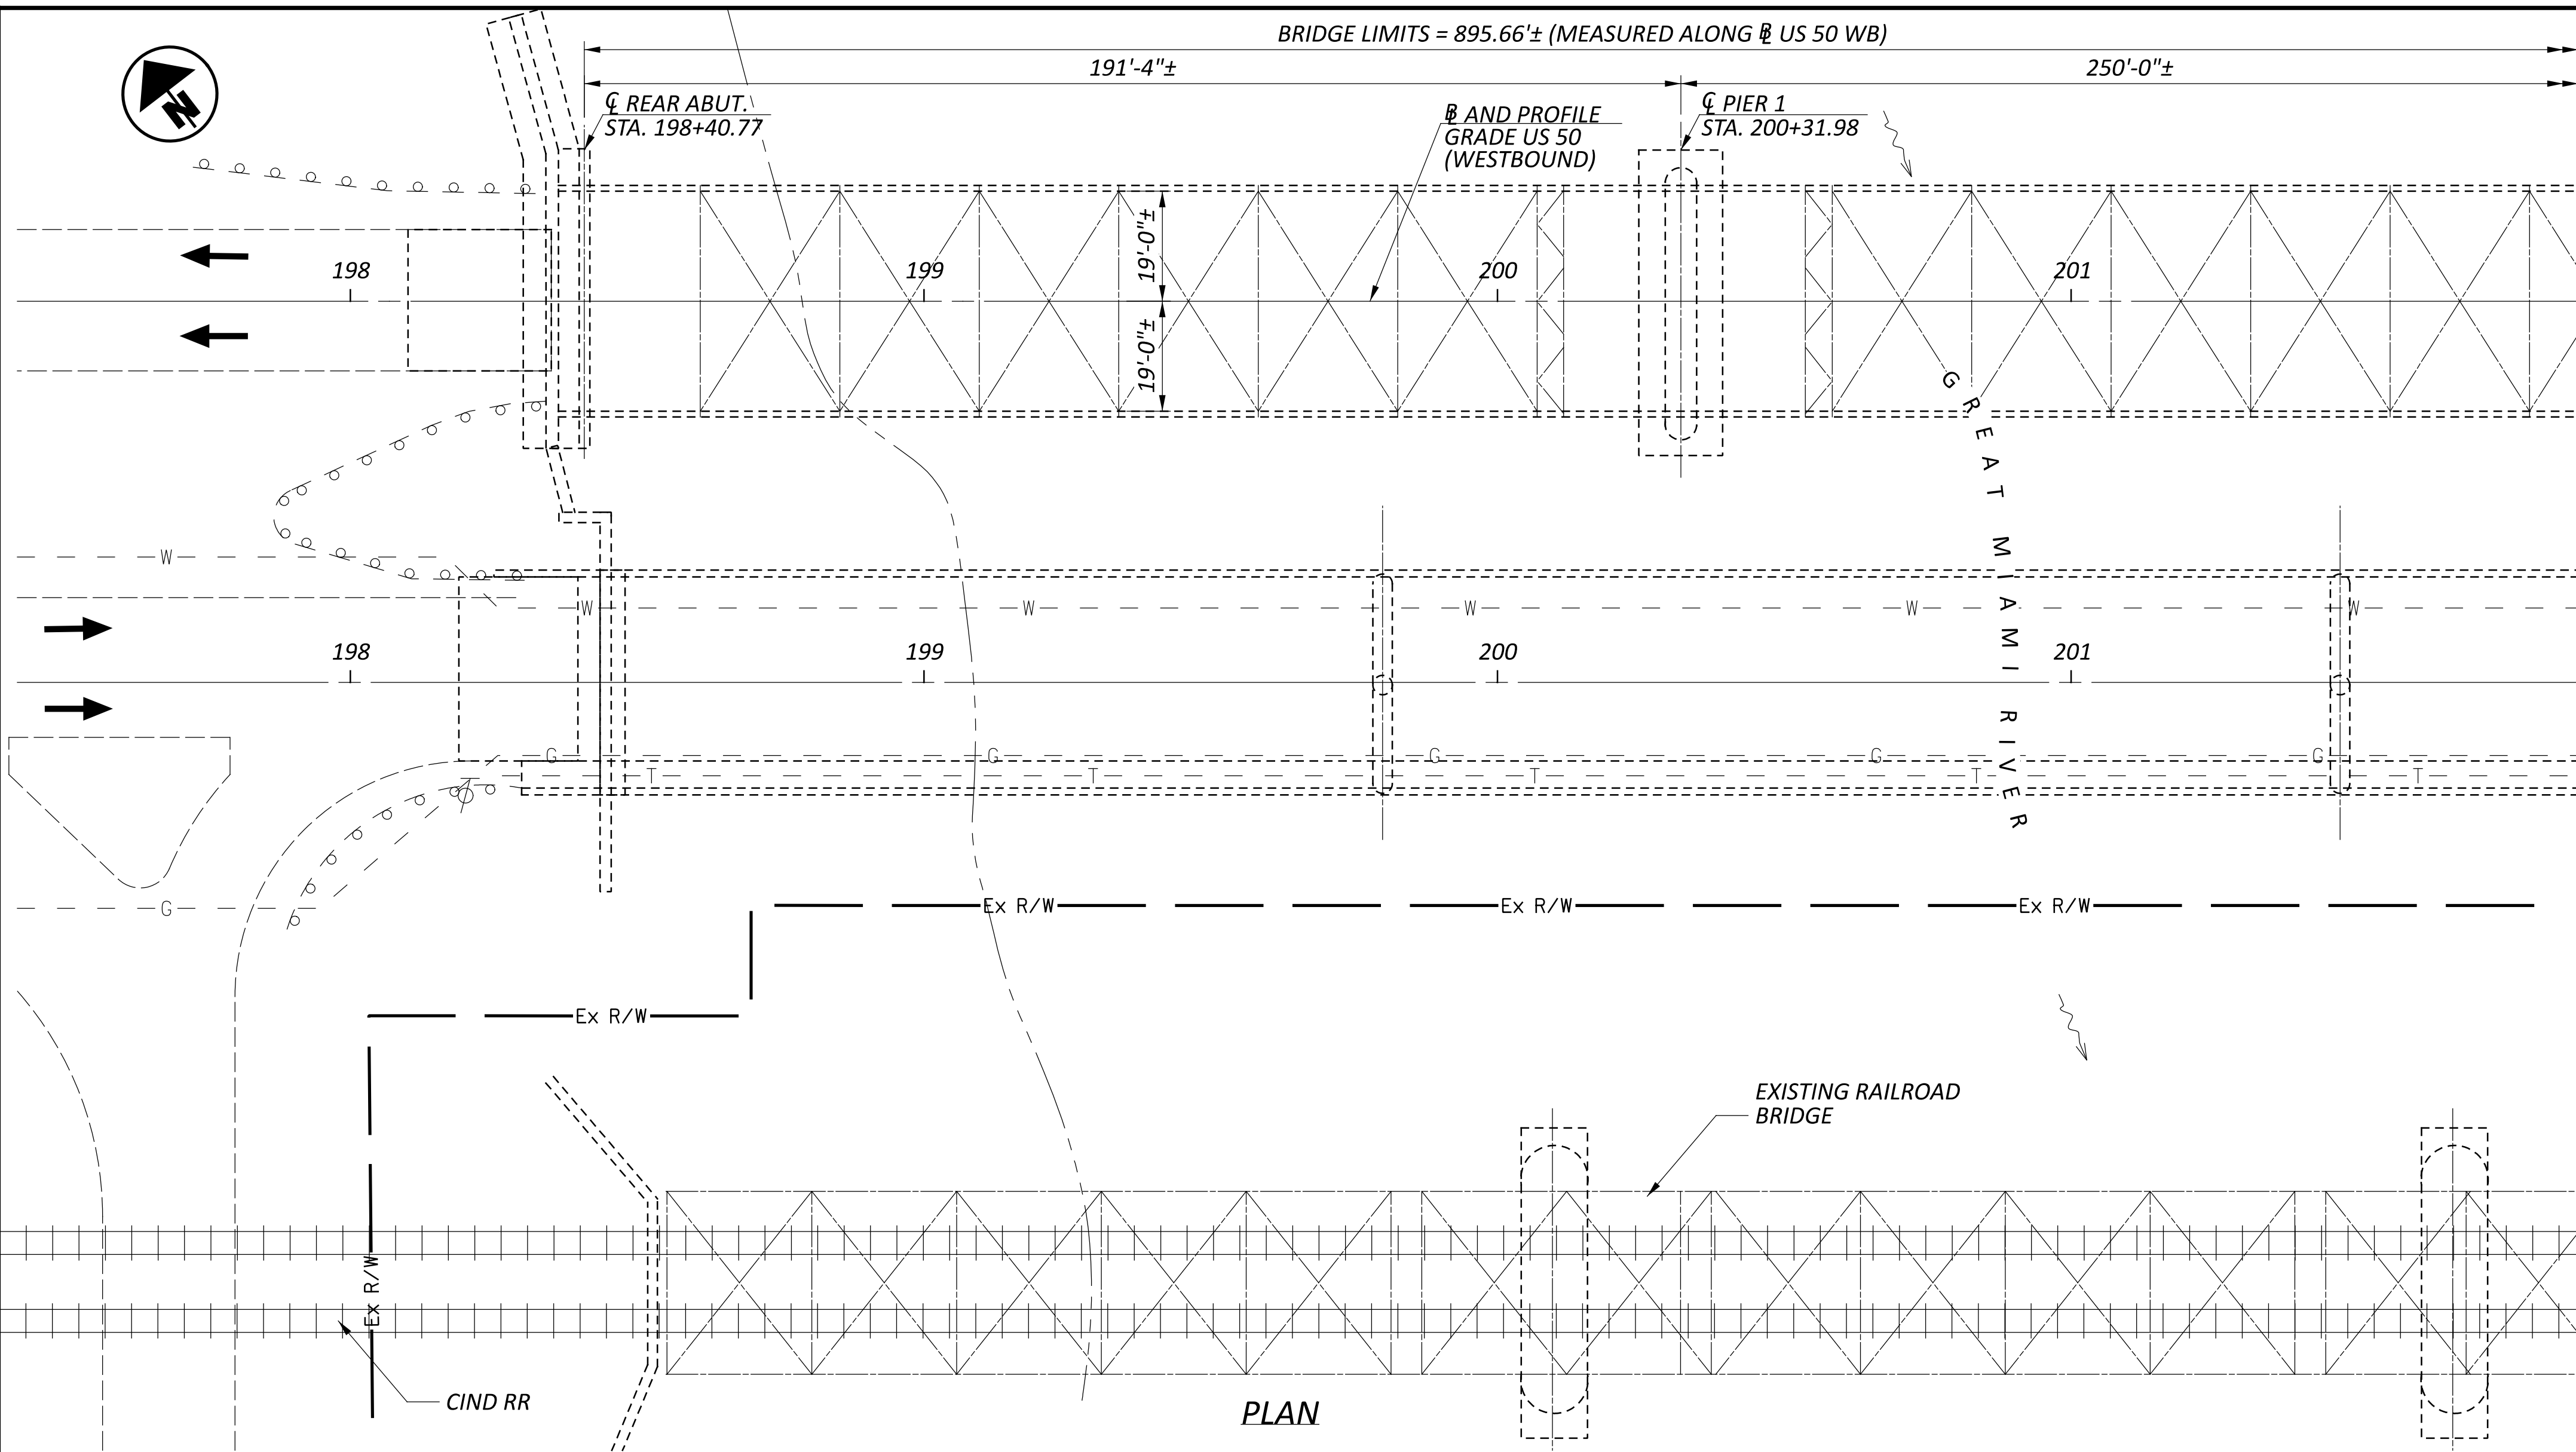 BRIDGE LIMITS = 895.66'± (MEASURED ALONG ⅊ US 50 WB)
191'-4"±
250'-0"±
N
℄ REAR ABUT.
STA. 198+40.77
⅊ AND PROFILE
GRADE US 50
(WESTBOUND)
℄ PIER 1
STA. 200+31.98
19'-0"±
19'-0"±
198
199
200
201
GREAT MIAMI RIVER
W
W
W
W
W
W
198
199
200
201
G
G
G
G
G
T
T
T
T
T
G
Ex R/W
Ex R/W
Ex R/W
Ex R/W
Ex R/W
EXISTING RAILROAD
BRIDGE
CIND RR
PLAN